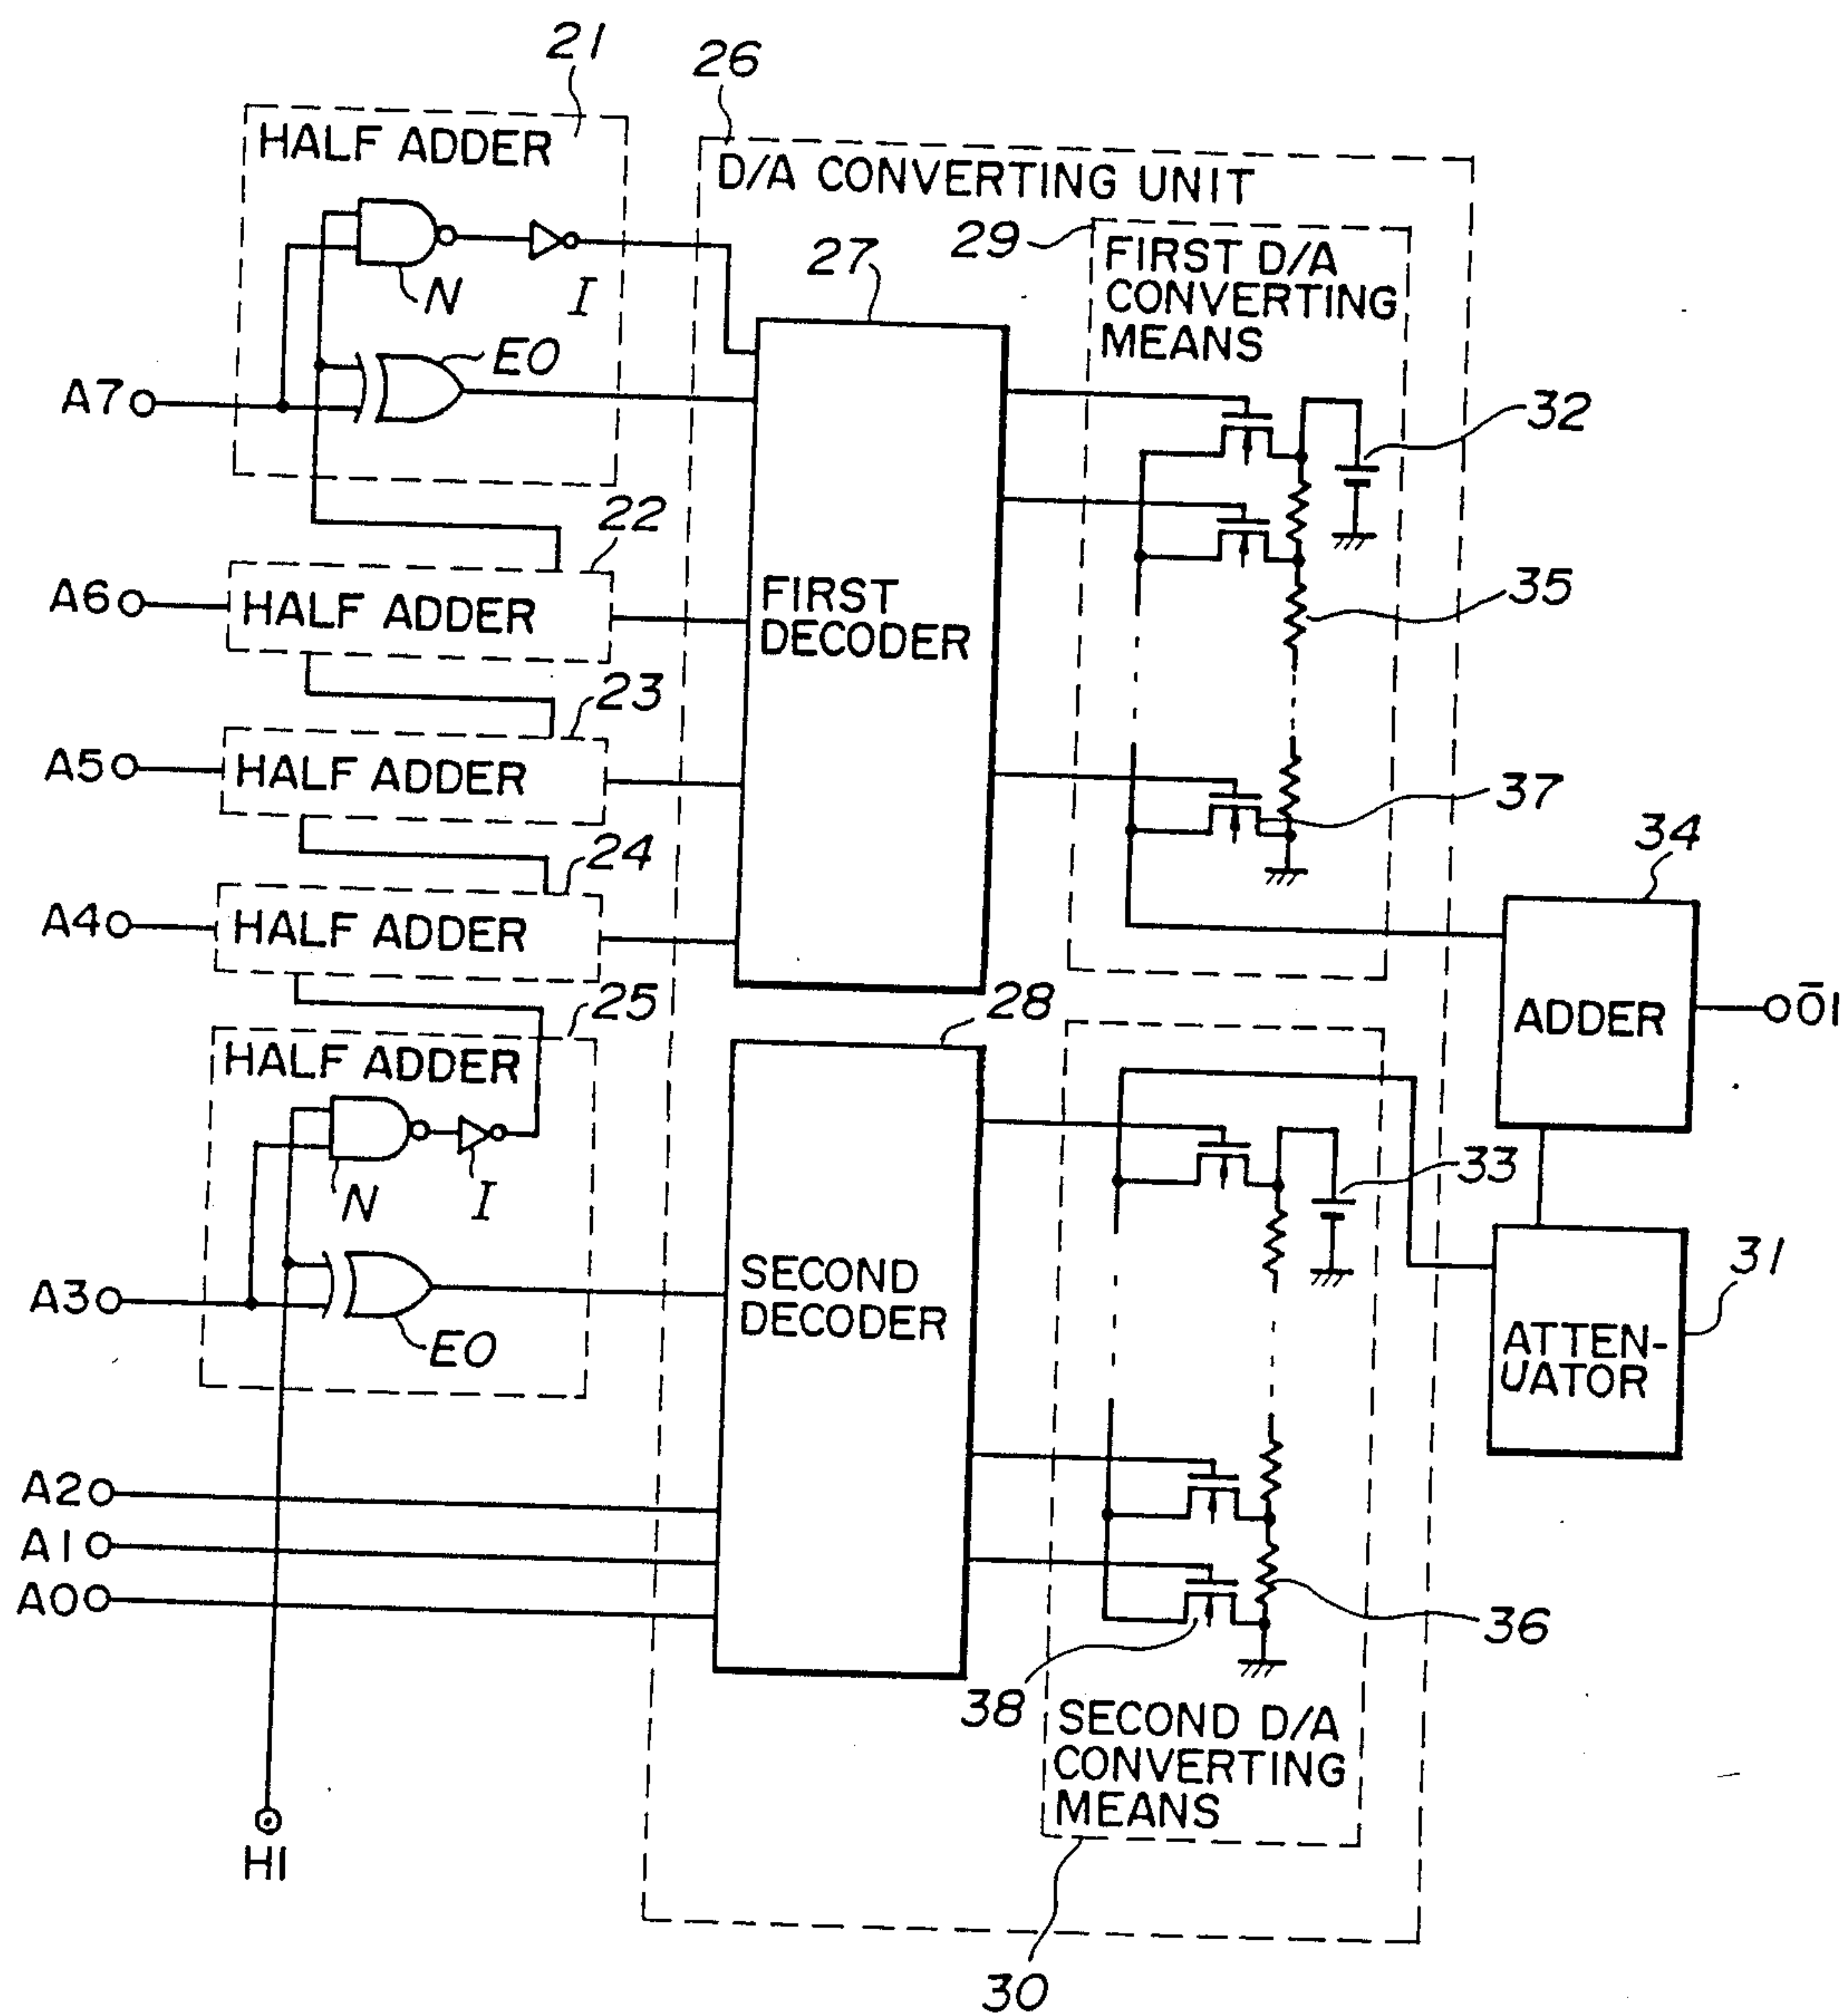 21
HALF ADDER
N
I
EO
A7
26
D/A CONVERTING UNIT
27
29
FIRST D/A
CONVERTING
MEANS
32
22
A6
HALF ADDER
FIRST
DECODER
35
23
A5
HALF ADDER
37
24
A4
HALF ADDER
34
ADDER
Ō1
25
HALF ADDER
N
I
28
33
A3
EO
SECOND
DECODER
31
ATTEN-
UATOR
A2
A1
A0
36
38
SECOND D/A
CONVERTING
MEANS
H1
30